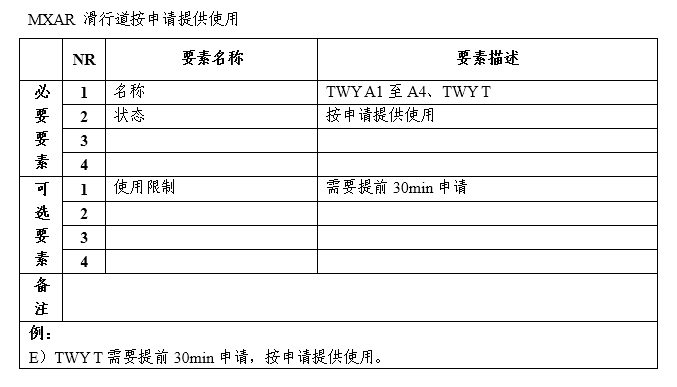 MXAR 滑行道按申请提供使用
NR 要素名称 要素描述
必要要素
1 名称 TWY A1 至 A4、TWY T
2 状态 按申请提供使用
3
4
可选要素
1 使用限制 需要提前 30min 申请
2
3
4
备注
例：
E）TWY T 需要提前 30min 申请，按申请提供使用。